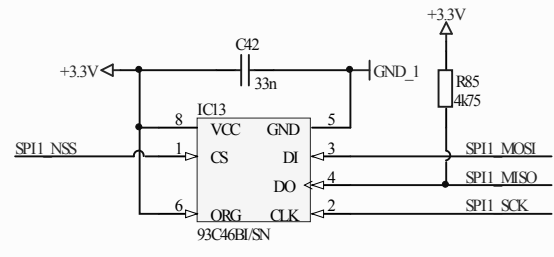 +3.3V
C42
+3.3V
33n
GND_1
R85
4k75
IC13
8 VCC GND 5
SPI1_NSS 1 CS DI 3 SPI1_MOSI
DO 4 SPI1_MISO
6 ORG CLK 2 SPI1_SCK
93C46BI/SN